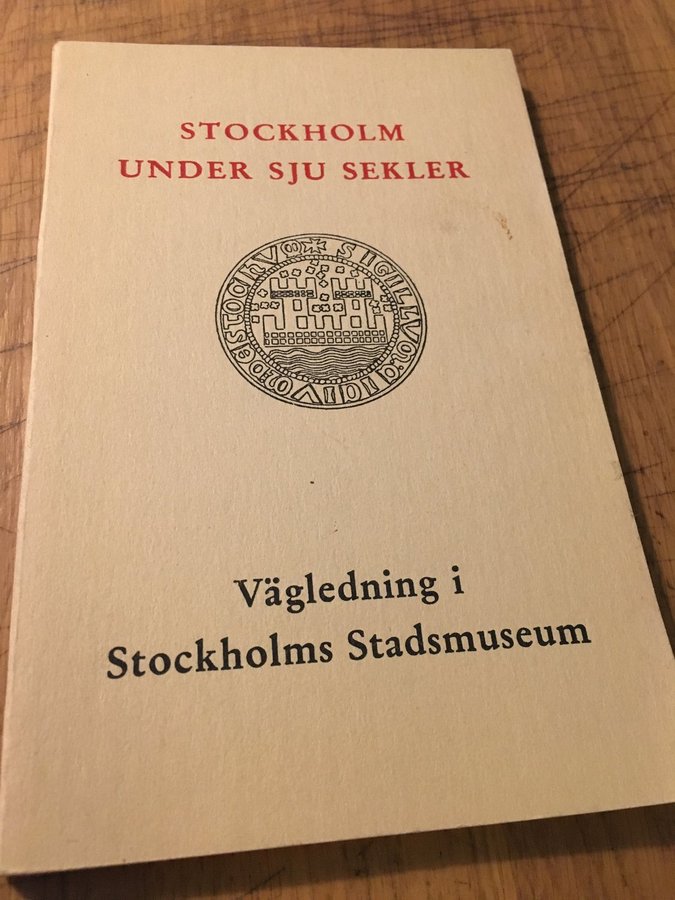 STOCKHOLM
UNDER SJU SEKLER
Vägledning i
Stockholms Stadsmuseum